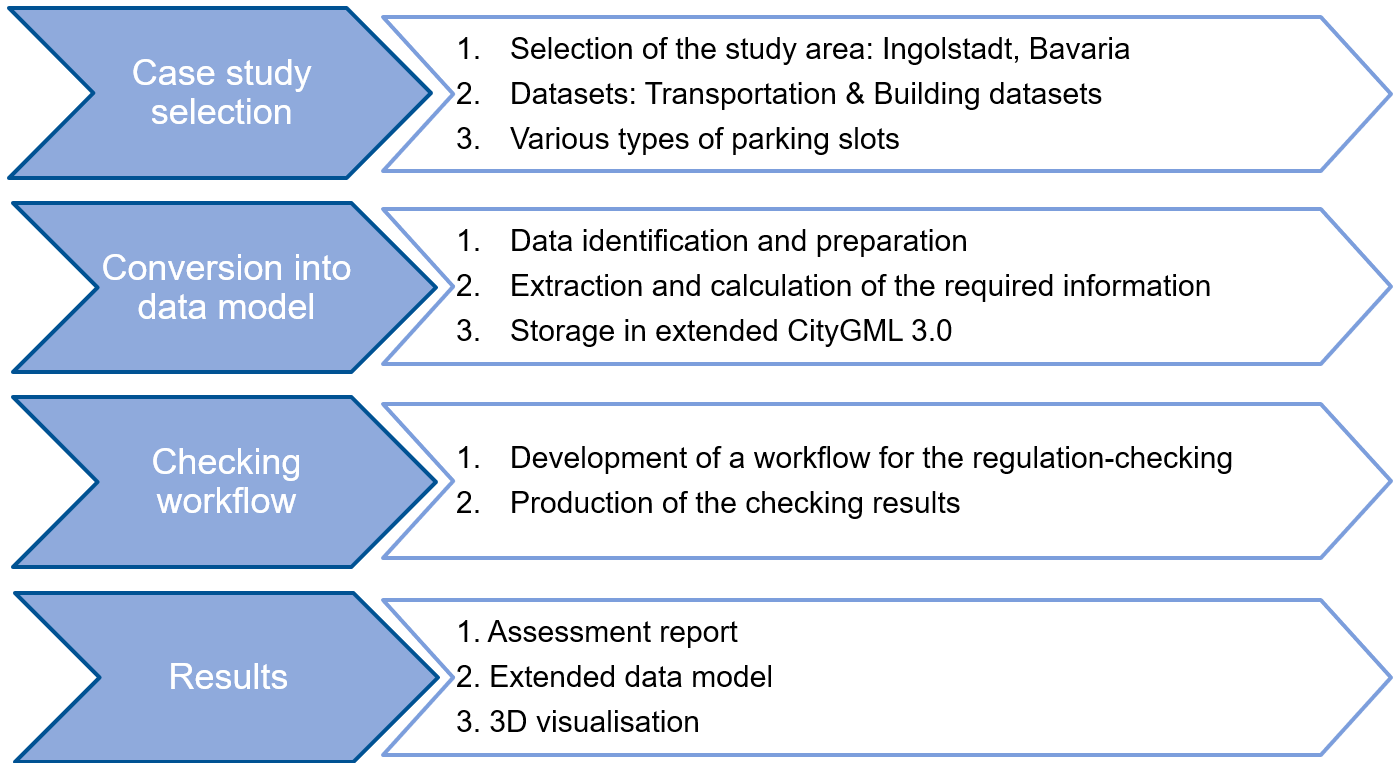 Case study
selection
1. Selection of the study area: Ingolstadt, Bavaria
2. Datasets: Transportation & Building datasets
3. Various types of parking slots
Conversion into
data model
1. Data identification and preparation
2. Extraction and calculation of the required information
3. Storage in extended CityGML 3.0
Checking
workflow
1. Development of a workflow for the regulation-checking
2. Production of the checking results
Results
1. Assessment report
2. Extended data model
3. 3D visualisation